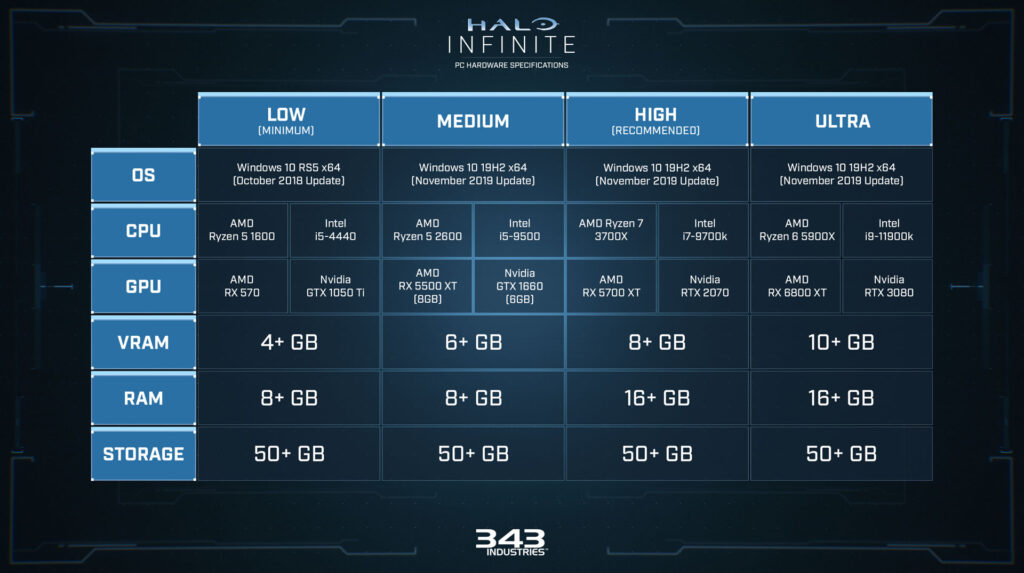 HALO
INFINITE
PC HARDWARE SPECIFICATIONS
LOW
(MINIMUM)
MEDIUM
HIGH
(RECOMMENDED)
ULTRA
OS
Windows 10 RS5 x64
(October 2018 Update)
Windows 10 19H2 x64
(November 2019 Update)
Windows 10 19H2 x64
(November 2019 Update)
Windows 10 19H2 x64
(November 2019 Update)
CPU
AMD
Ryzen 5 1600
Intel
i5-4440
AMD
Ryzen 5 2600
Intel
i5-9500
AMD Ryzen 7
3700X
Intel
i7-9700k
AMD
Ryzen 6 5900X
Intel
i9-11900k
GPU
AMD
RX 570
Nvidia
GTX 1050 Ti
AMD
RX 5500 XT
(8GB)
Nvidia
GTX 1660
(6GB)
AMD
RX 5700 XT
Nvidia
RTX 2070
AMD
RX 6800 XT
Nvidia
RTX 3080
VRAM
4+ GB
6+ GB
8+ GB
10+ GB
RAM
8+ GB
8+ GB
16+ GB
16+ GB
STORAGE
50+ GB
50+ GB
50+ GB
50+ GB
343
INDUSTRIES™